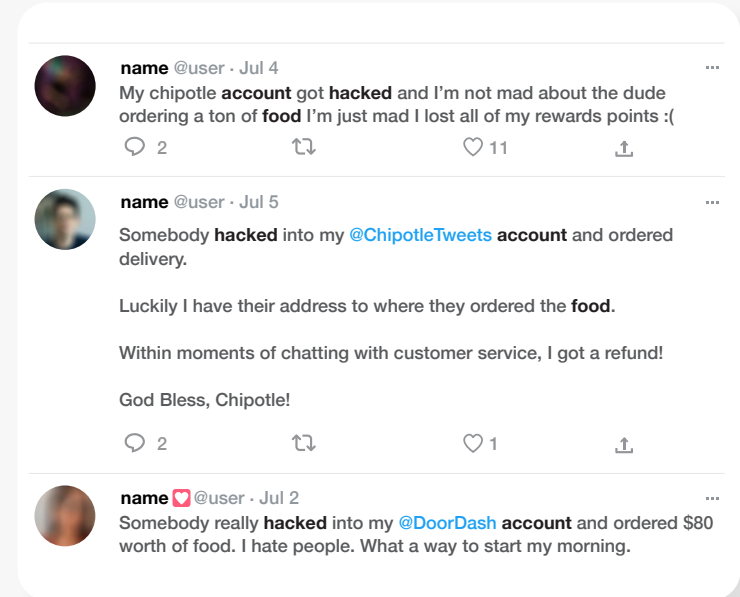 name @user · Jul 4
My chipotle account got hacked and I’m not mad about the dude
ordering a ton of food I’m just mad I lost all of my rewards points :(
2 11
name @user · Jul 5
Somebody hacked into my @ChipotleTweets account and ordered
delivery.
Luckily I have their address to where they ordered the food.
Within moments of chatting with customer service, I got a refund!
God Bless, Chipotle!
2 1
name 💟 @user · Jul 2
Somebody really hacked into my @DoorDash account and ordered $80
worth of food. I hate people. What a way to start my morning.